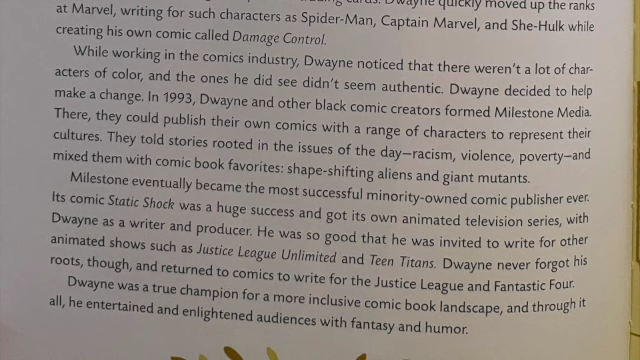 cards. Dwayne quickly moved up the ranks
at Marvel, writing for such characters as Spider-Man, Captain Marvel, and She-Hulk while
creating his own comic called Damage Control.
While working in the comics industry, Dwayne noticed that there weren't a lot of char-
acters of color, and the ones he did see didn't seem authentic. Dwayne decided to help
make a change. In 1993, Dwayne and other black comic creators formed Milestone Media.
There, they could publish their own comics with a range of characters to represent their
cultures. They told stories rooted in the issues of the day—racism, violence, poverty—and
mixed them with comic book favorites: shape-shifting aliens and giant mutants.
Milestone eventually became the most successful minority-owned comic publisher ever.
Its comic Static Shock was a huge success and got its own animated television series, with
Dwayne as a writer and producer. He was so good that he was invited to write for other
animated shows such as Justice League Unlimited and Teen Titans. Dwayne never forgot his
roots, though, and returned to comics to write for the Justice League and Fantastic Four.
Dwayne was a true champion for a more inclusive comic book landscape, and through it
all, he entertained and enlightened audiences with fantasy and humor.